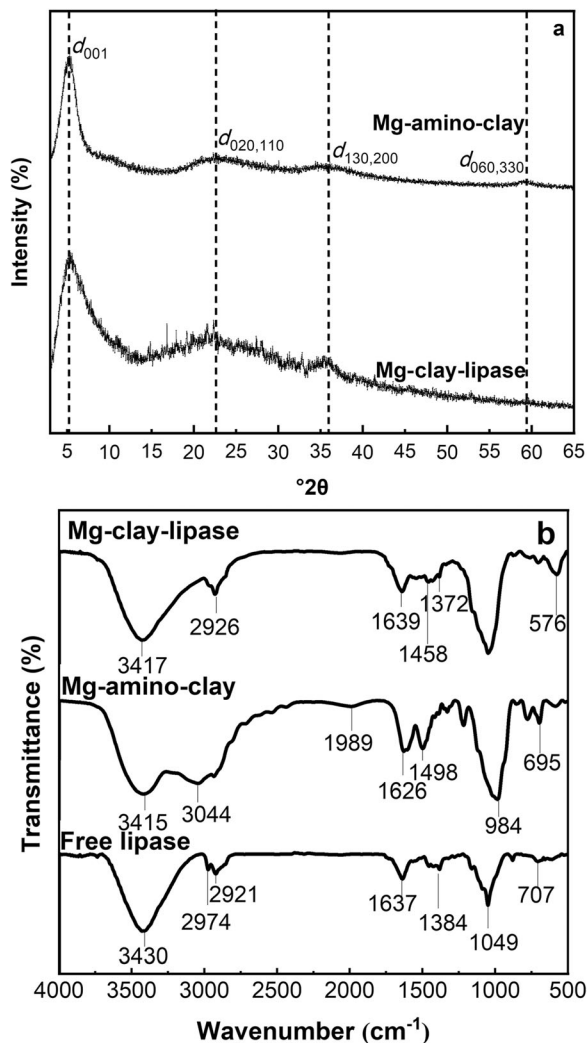 a
d001
d020,110
Mg-amino-clay
d130,200
d060,330
Intensity (%)
Mg-clay-lipase
5 10 15 20 25 30 35 40 45 50 55 60 65
°2θ
b
Mg-clay-lipase
2926
1372
1639
576
1458
3417
Mg-amino-clay
1989
1498
695
1626
3415
3044
984
Transmittance (%)
Free lipase
2921
2974
1637
1384
707
1049
3430
4000 3500 3000 2500 2000 1500 1000 500
Wavenumber (cm⁻¹)